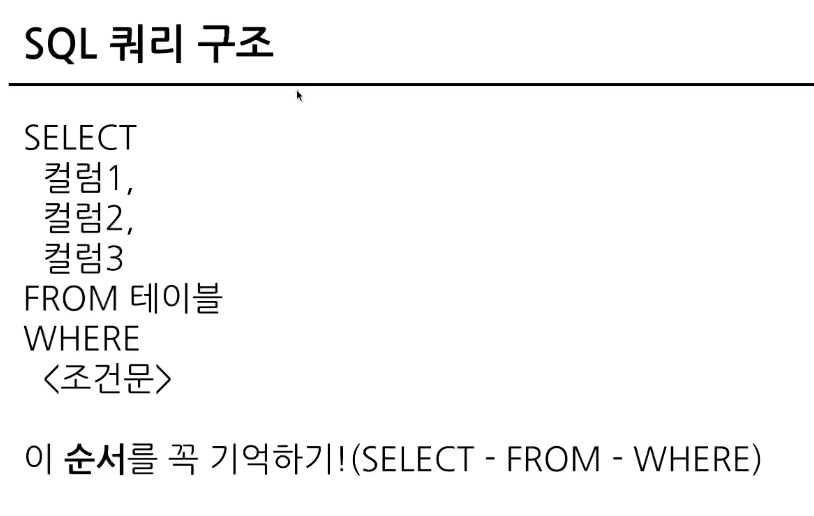 SQL 쿼리 구조
SELECT
컬럼1,
컬럼2,
컬럼3
FROM 테이블
WHERE
<조건문>
이 순서를 꼭 기억하기!(SELECT - FROM - WHERE)